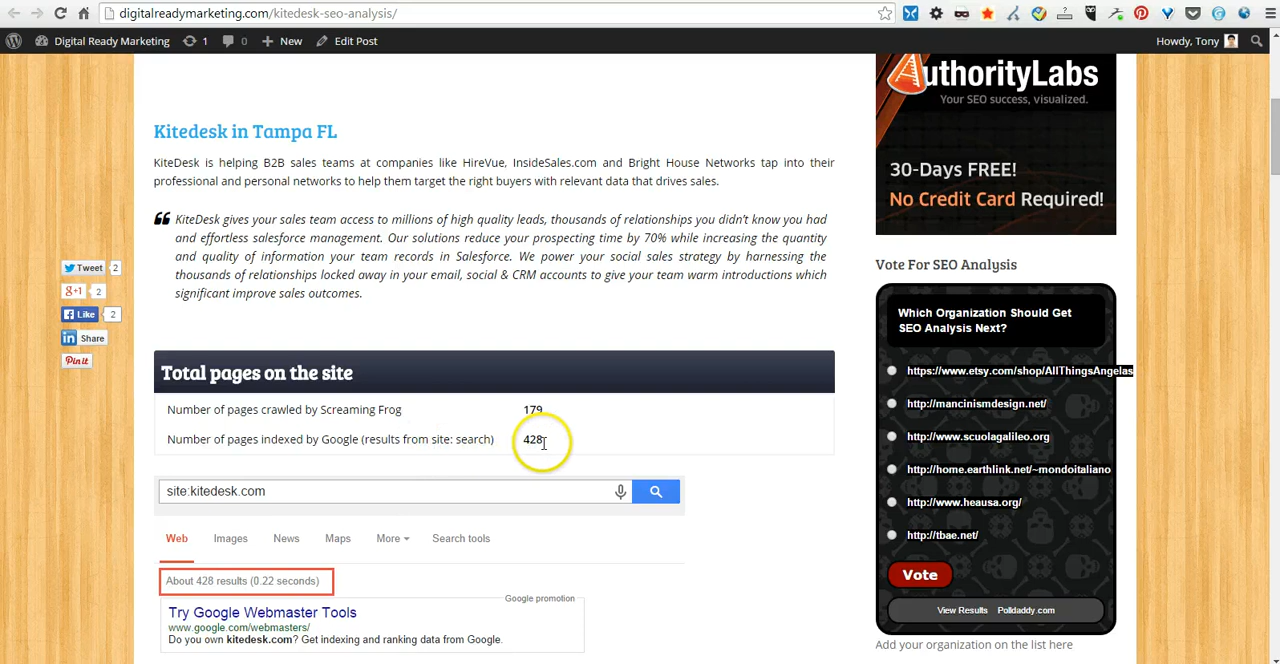 digitalreadymarketing.com/kitedesk-seo-analysis/
Digital Ready Marketing
1
0
New
Edit Post
Howdy, Tony
Kitedesk in Tampa FL
KiteDesk is helping B2B sales teams at companies like HireVue, InsideSales.com and Bright House Networks tap into their
professional and personal networks to help them target the right buyers with relevant data that drives sales.
KiteDesk gives your sales team access to millions of high quality leads, thousands of relationships you didn't know you had
and effortless salesforce management. Our solutions reduce your prospecting time by 70% while increasing the quantity
and quality of information your team records in Salesforce. We power your social sales strategy by harnessing the
thousands of relationships locked away in your email, social & CRM accounts to give your team warm introductions which
significant improve sales outcomes.
Tweet 2
g+1 2
Like 2
in Share
Pin it
Total pages on the site
Number of pages crawled by Screaming Frog 179
Number of pages indexed by Google (results from site: search) 428
site:kitedesk.com
Web Images News Maps More Search tools
About 428 results (0.22 seconds)
Google promotion
Try Google Webmaster Tools
www.google.com/webmasters/
Do you own kitedesk.com? Get indexing and ranking data from Google.
AuthorityLabs
Your SEO success, visualized.
30-Days FREE!
No Credit Card Required!
Vote For SEO Analysis
Which Organization Should Get
SEO Analysis Next?
https://www.etsy.com/shop/AllThingsAngelas
http://mancinismdesign.net/
http://www.scuolagalileo.org
http://home.earthlink.net/~mondoitaliano
http://www.heausa.org/
http://tbae.net/
Vote
View Results Polldaddy.com
Add your organization on the list here